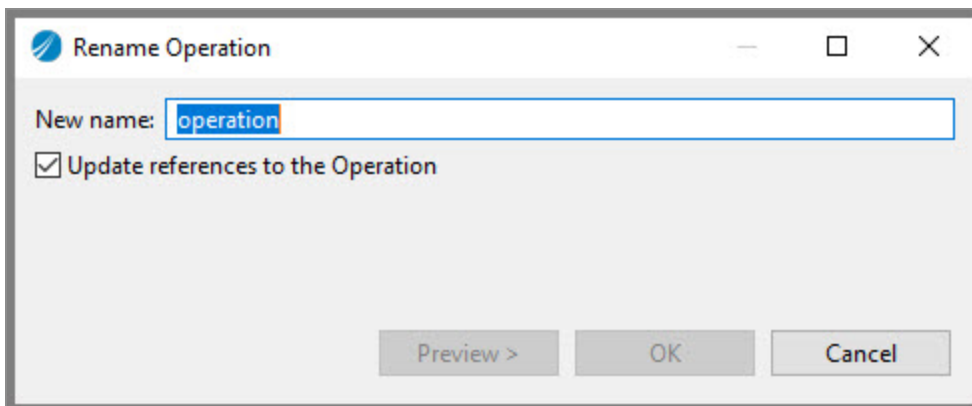 Rename Operation
New name: operation
Update references to the Operation
Preview > OK Cancel